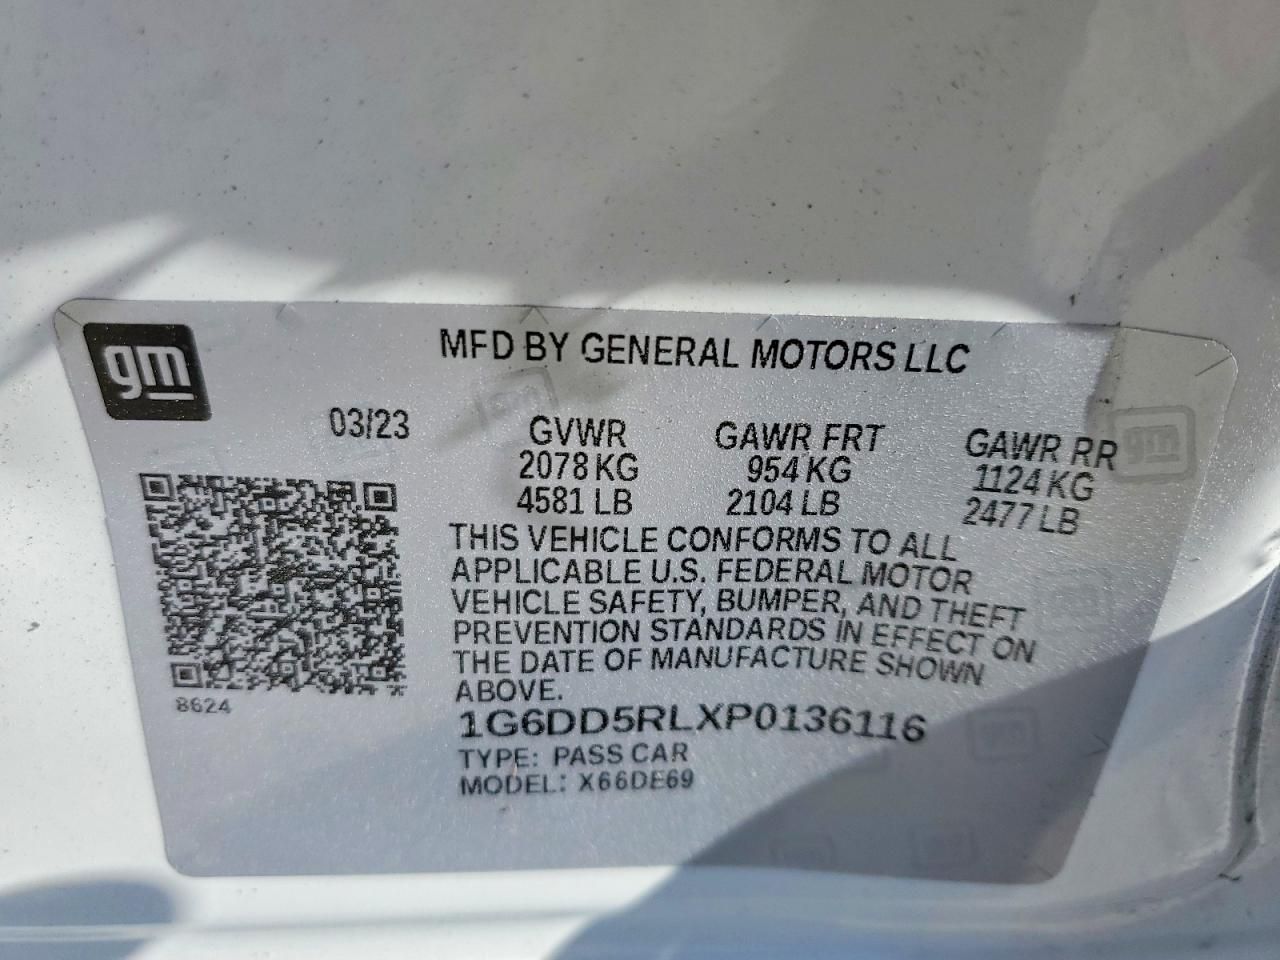 gm
MFD BY GENERAL MOTORS LLC
03/23
GVWR
2078 KG
4581 LB
GAWR FRT
954 KG
2104 LB
GAWR RR
1124 KG
2477 LB
THIS VEHICLE CONFORMS TO ALL
APPLICABLE U.S. FEDERAL MOTOR
VEHICLE SAFETY, BUMPER, AND THEFT
PREVENTION STANDARDS IN EFFECT ON
THE DATE OF MANUFACTURE SHOWN
ABOVE.
8624
1G6DD5RLXP0136116
TYPE: PASS CAR
MODEL: X66DE69
gm